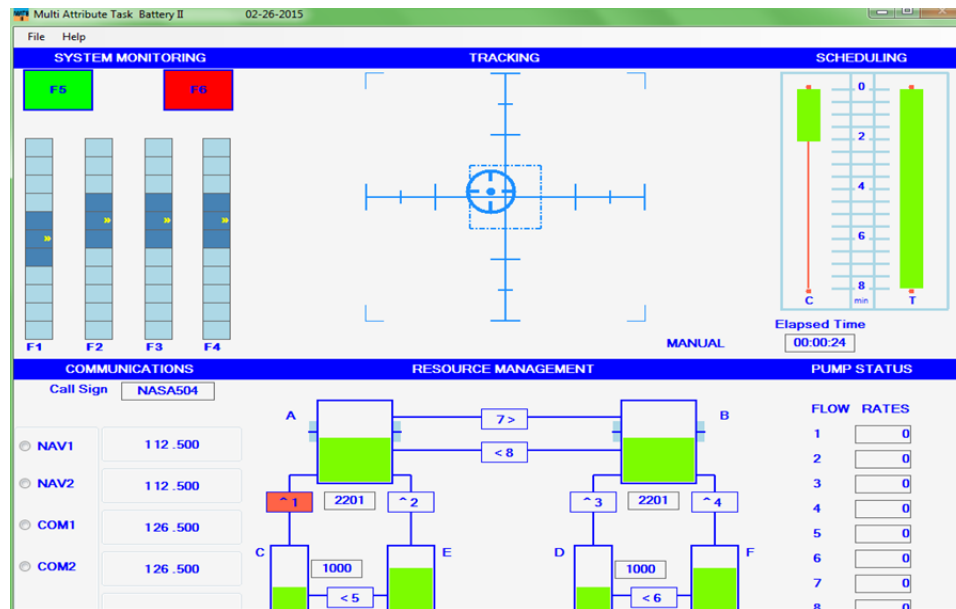 Multi Attribute Task Battery II 02-26-2015
File Help
SYSTEM MONITORING
F5 F6
F1 F2 F3 F4
TRACKING
MANUAL
SCHEDULING
0
2
4
6
8
C min T
Elapsed Time
00:00:24
COMMUNICATIONS
Call Sign NASA504
NAV1 112.500
NAV2 112.500
COM1 126.500
COM2 126.500
RESOURCE MANAGEMENT
A 7 > B
< 8
^ 1 2201 ^ 2 ^ 3 2201 ^ 4
C E D F
1000 1000
< 5 < 6
PUMP STATUS
FLOW RATES
1 0
2 0
3 0
4 0
5 0
6 0
7 0
8 0